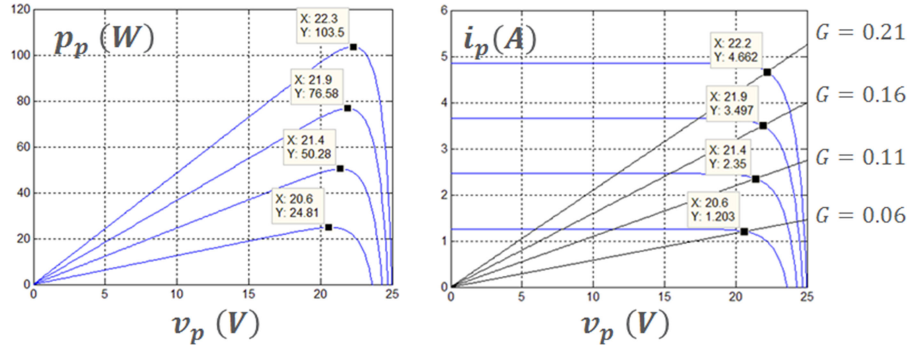 120
100
80
60
40
20
0
p_p (W)
X: 22.3
Y: 103.5
X: 21.9
Y: 76.58
X: 21.4
Y: 50.28
X: 20.6
Y: 24.81
0 5 10 15 20 25
v_p (V)
6
5
4
3
2
1
0
i_p(A)
X: 22.2
Y: 4.662
X: 21.9
Y: 3.497
X: 21.4
Y: 2.35
X: 20.6
Y: 1.203
G = 0.21
G = 0.16
G = 0.11
G = 0.06
0 5 10 15 20 25
v_p (V)